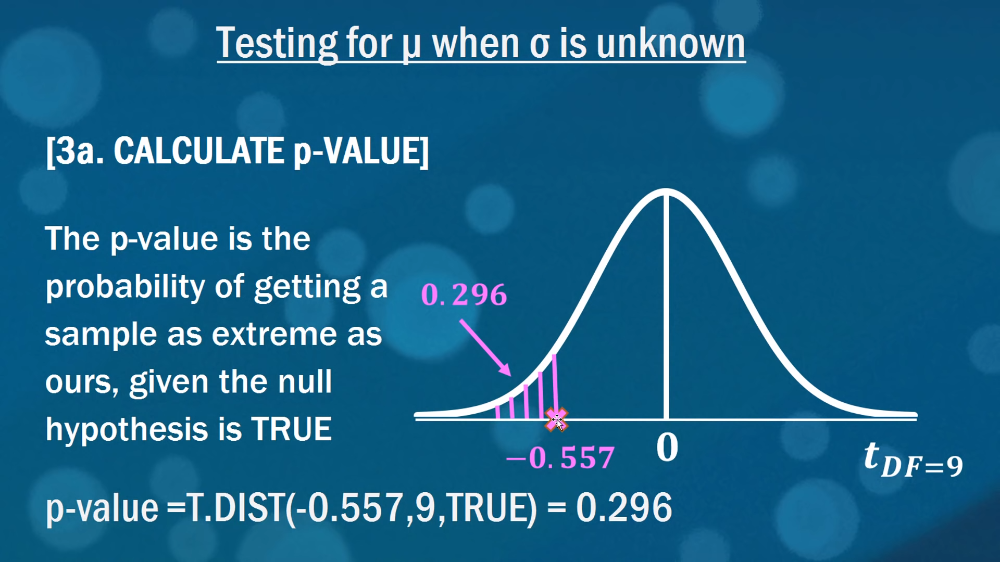 Testing for μ when σ is unknown
[3a. CALCULATE p-VALUE]
The p-value is the
probability of getting a
sample as extreme as
ours, given the null
hypothesis is TRUE
0.296
−0.557
0
t DF=9
p-value =T.DIST(-0.557,9,TRUE) = 0.296